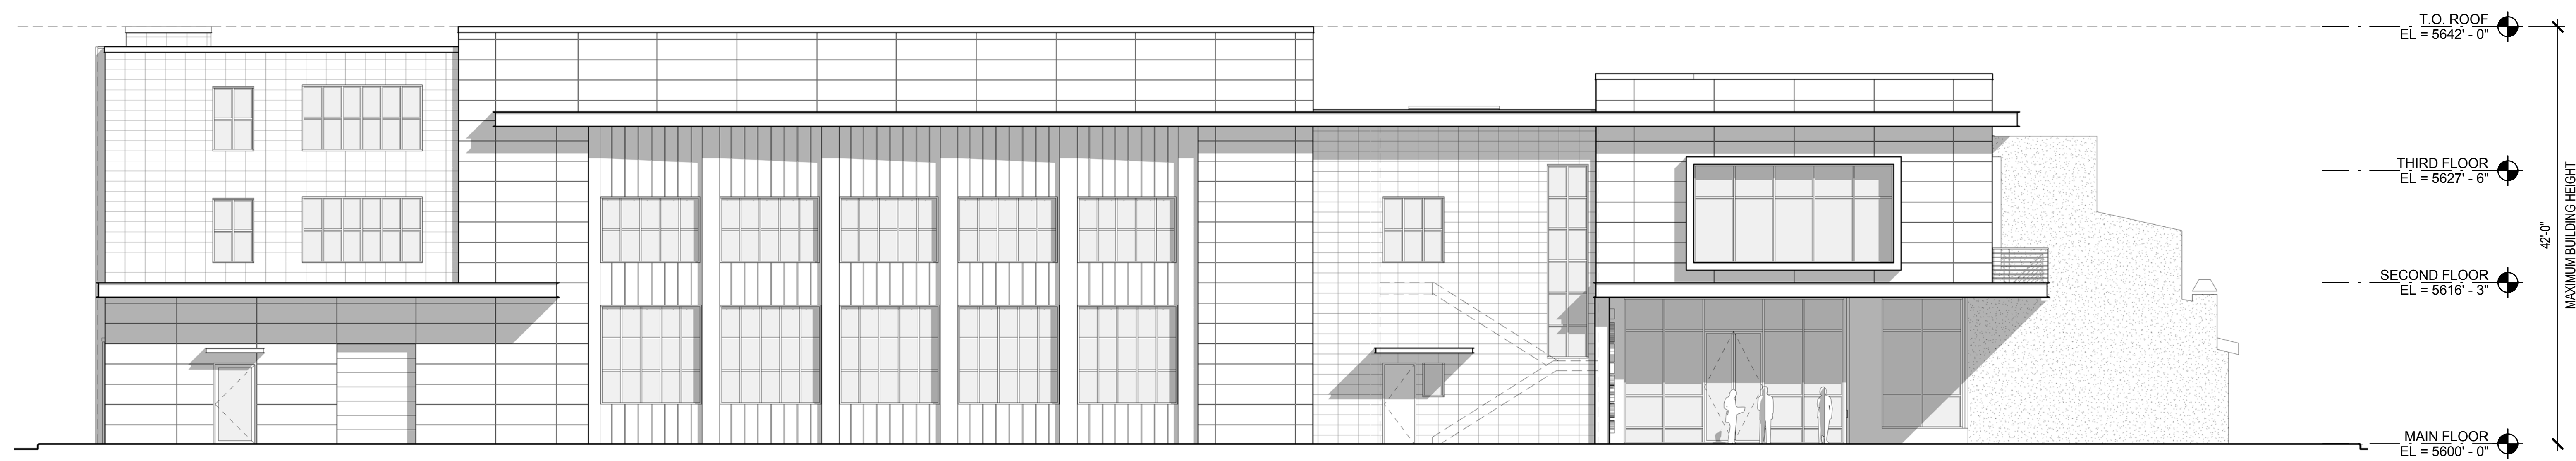 T.O. ROOF
EL = 5642' - 0"
THIRD FLOOR
EL = 5627' - 6"
SECOND FLOOR
EL = 5616' - 3"
MAIN FLOOR
EL = 5600' - 0"
42'-0"
MAXIMUM BUILDING HEIGHT